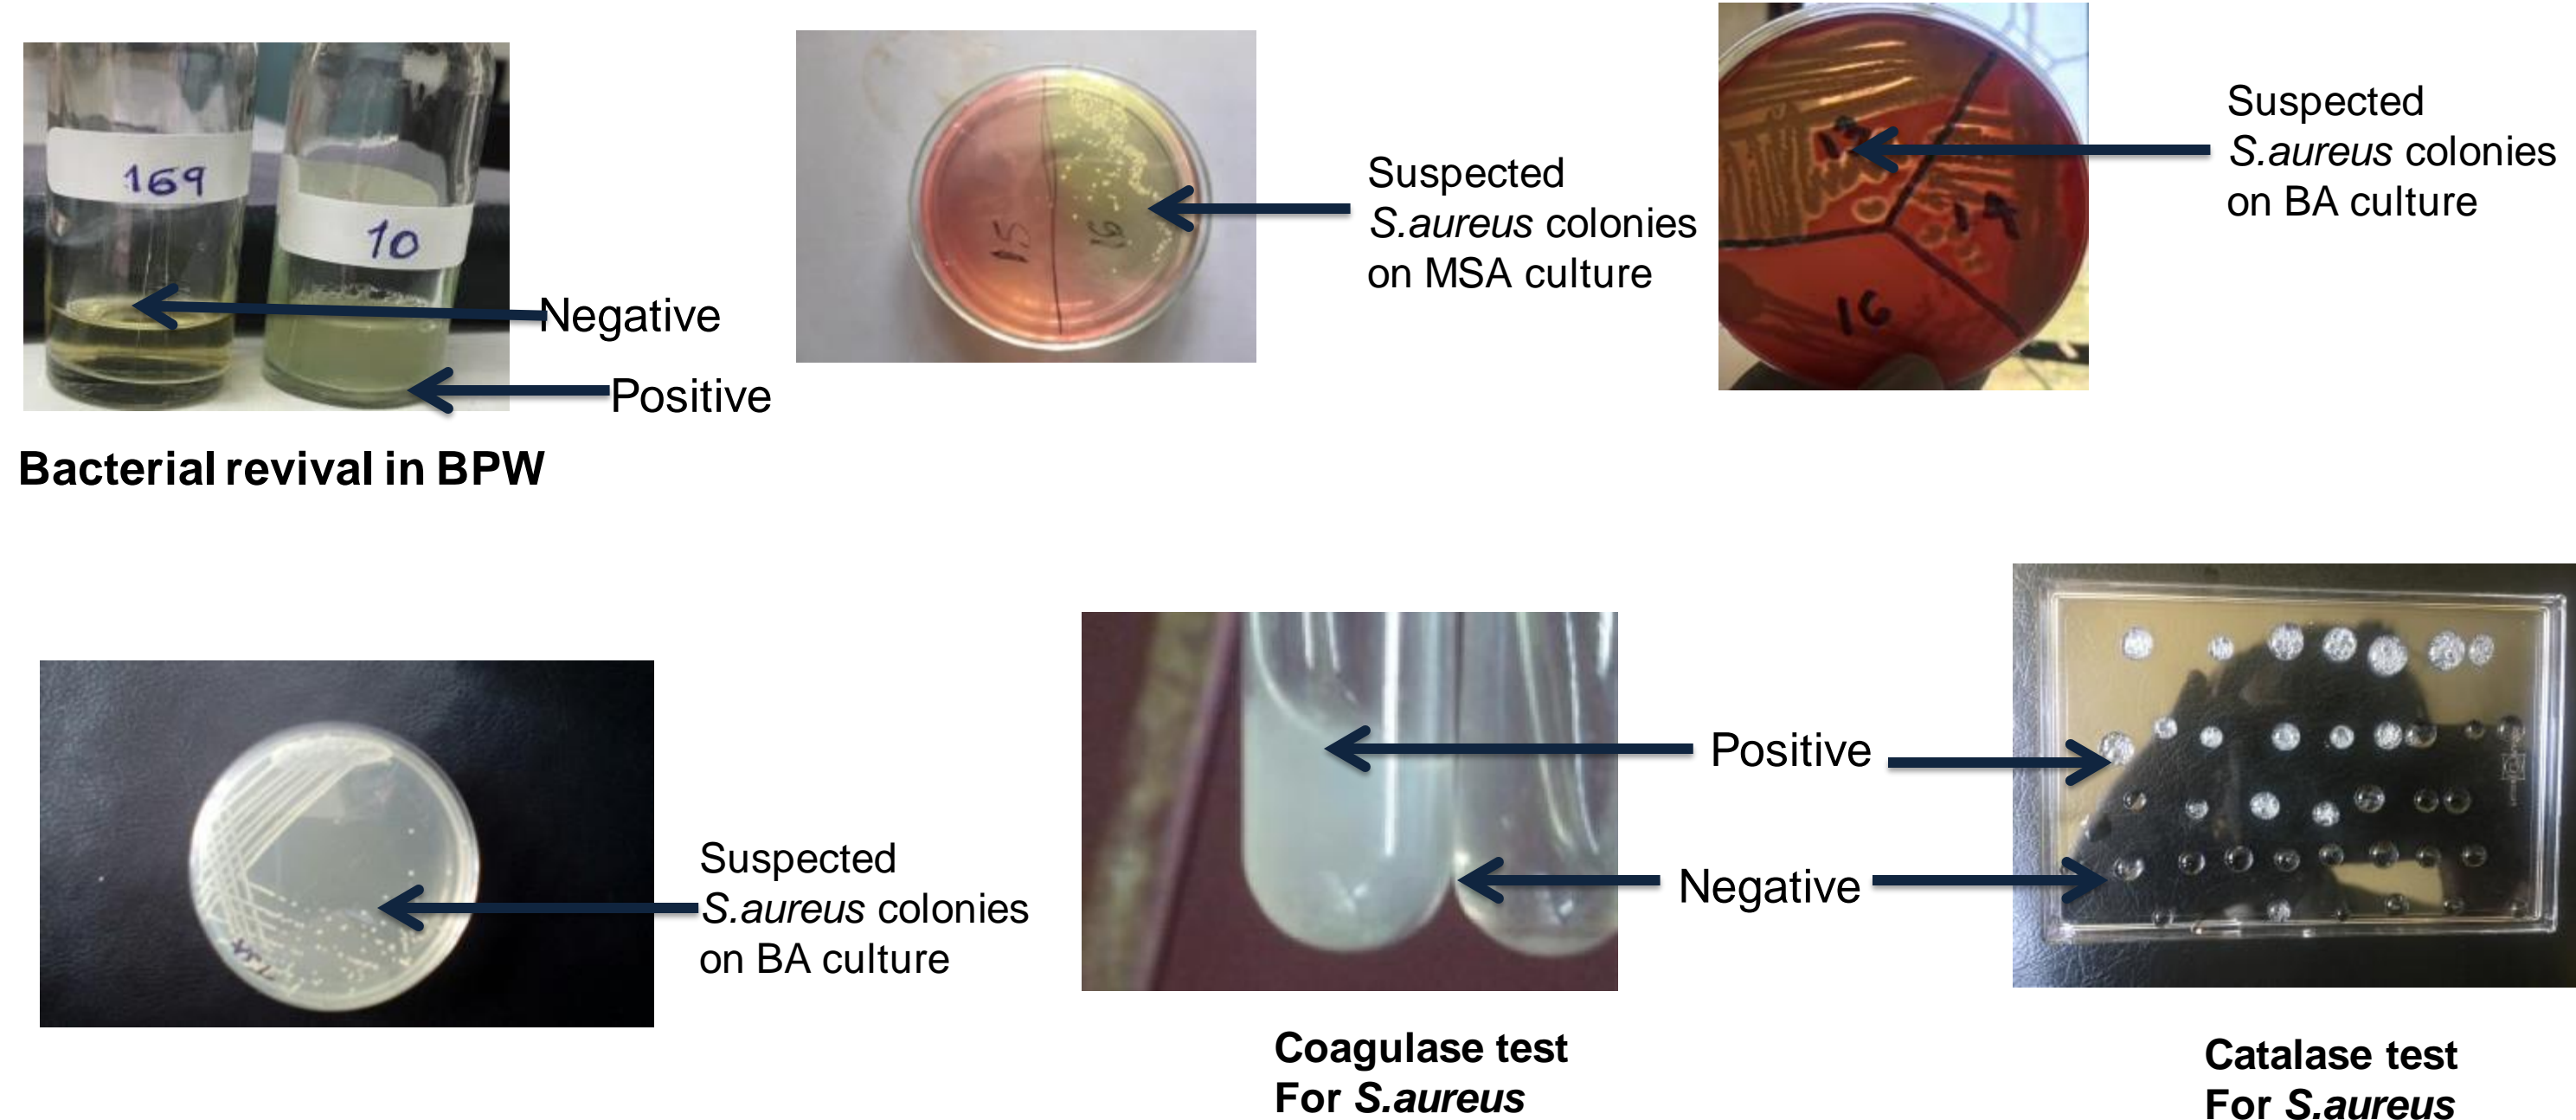 169
10
Negative
Positive
Bacterial revival in BPW
15
16
Suspected
S.aureus colonies
on MSA culture
17
14
16
Suspected
S.aureus colonies
on BA culture
Suspected
S.aureus colonies
on BA culture
Positive
Negative
Coagulase test
For S.aureus
Catalase test
For S.aureus